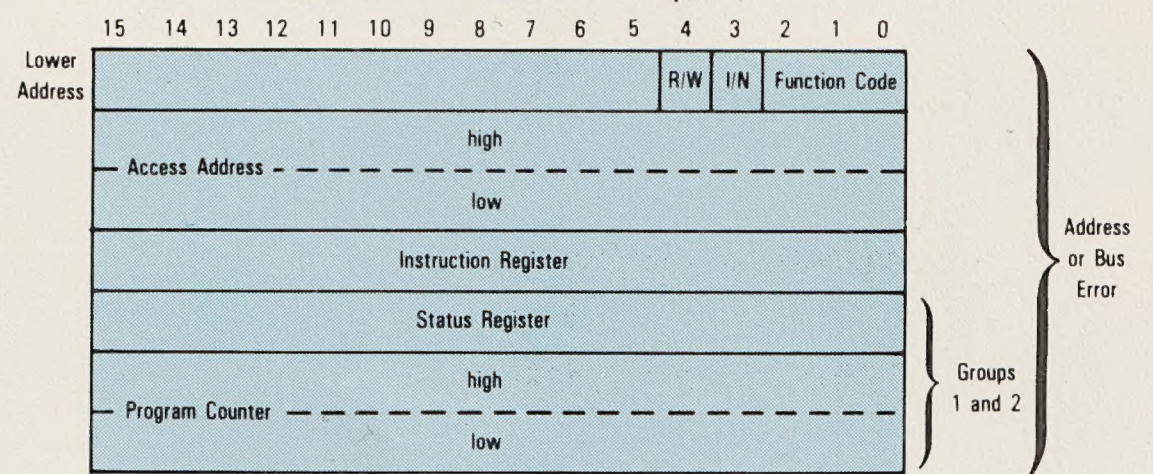 15 14 13 12 11 10 9 8 7 6 5 4 3 2 1 0
Lower
Address
R/W I/N Function Code
high
Access Address
low
Instruction Register
Status Register
high
Program Counter
low
Groups
1 and 2
Address
or Bus
Error